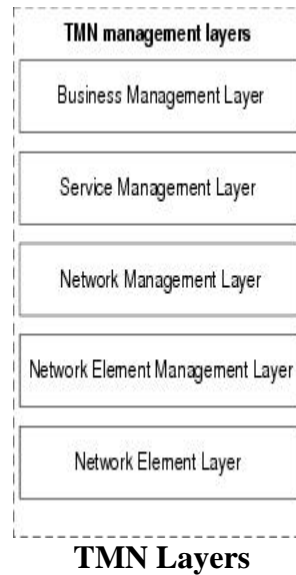 TMN management layers
Business Management Layer
Service Management Layer
Network Management Layer
Network Element Management Layer
Network Element Layer
TMN Layers